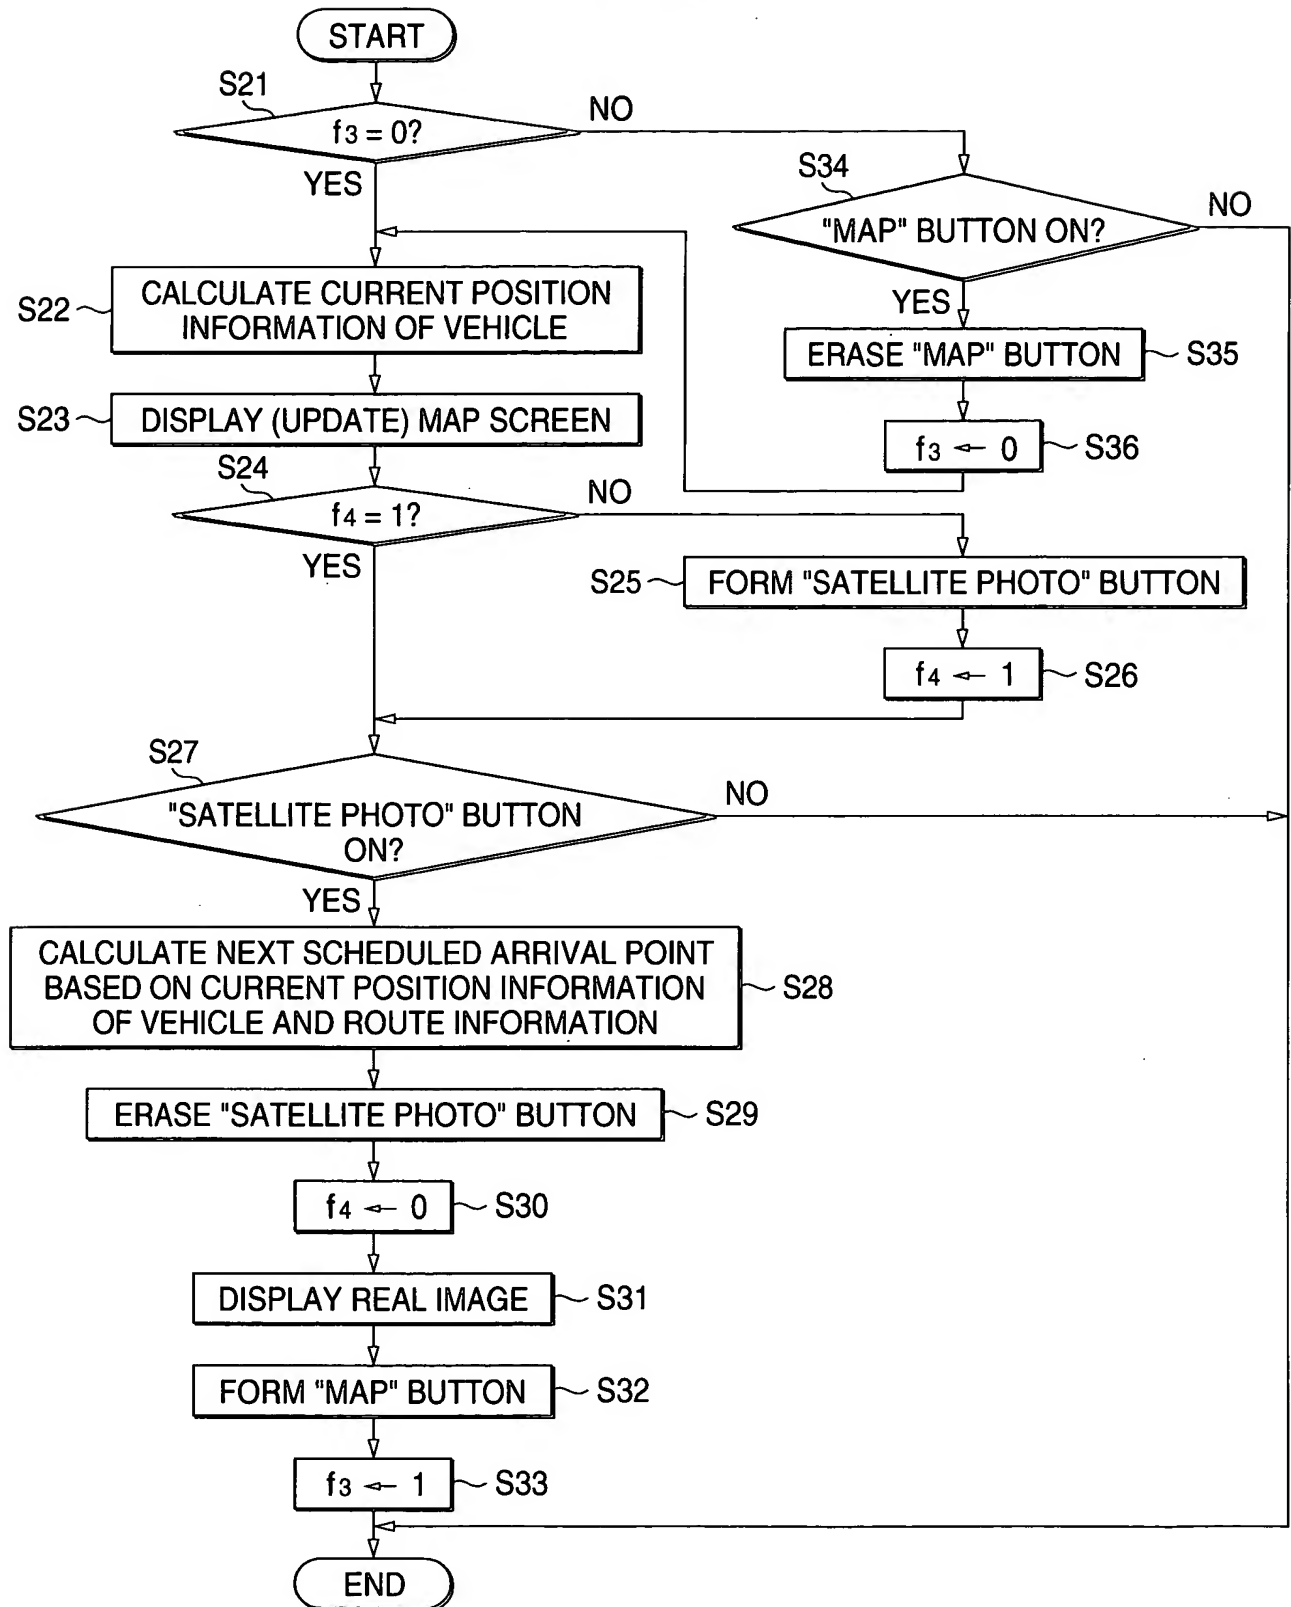 START
S21
f3 = 0?
NO
YES
S34
"MAP" BUTTON ON?
NO
YES
S22
CALCULATE CURRENT POSITION
INFORMATION OF VEHICLE
ERASE "MAP" BUTTON
S35
S23
DISPLAY (UPDATE) MAP SCREEN
f3 ← 0
S36
S24
f4 = 1?
NO
YES
S25
FORM "SATELLITE PHOTO" BUTTON
f4 ← 1
S26
S27
"SATELLITE PHOTO" BUTTON
ON?
NO
YES
CALCULATE NEXT SCHEDULED ARRIVAL POINT
BASED ON CURRENT POSITION INFORMATION
OF VEHICLE AND ROUTE INFORMATION
S28
ERASE "SATELLITE PHOTO" BUTTON
S29
f4 ← 0
S30
DISPLAY REAL IMAGE
S31
FORM "MAP" BUTTON
S32
f3 ← 1
S33
END